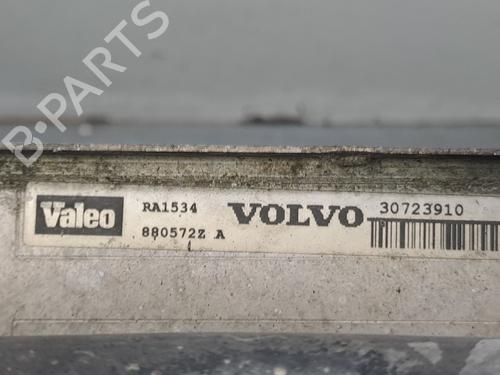 B-PARTS
Valeo RA1534 VOLVO 30723910
880572Z A